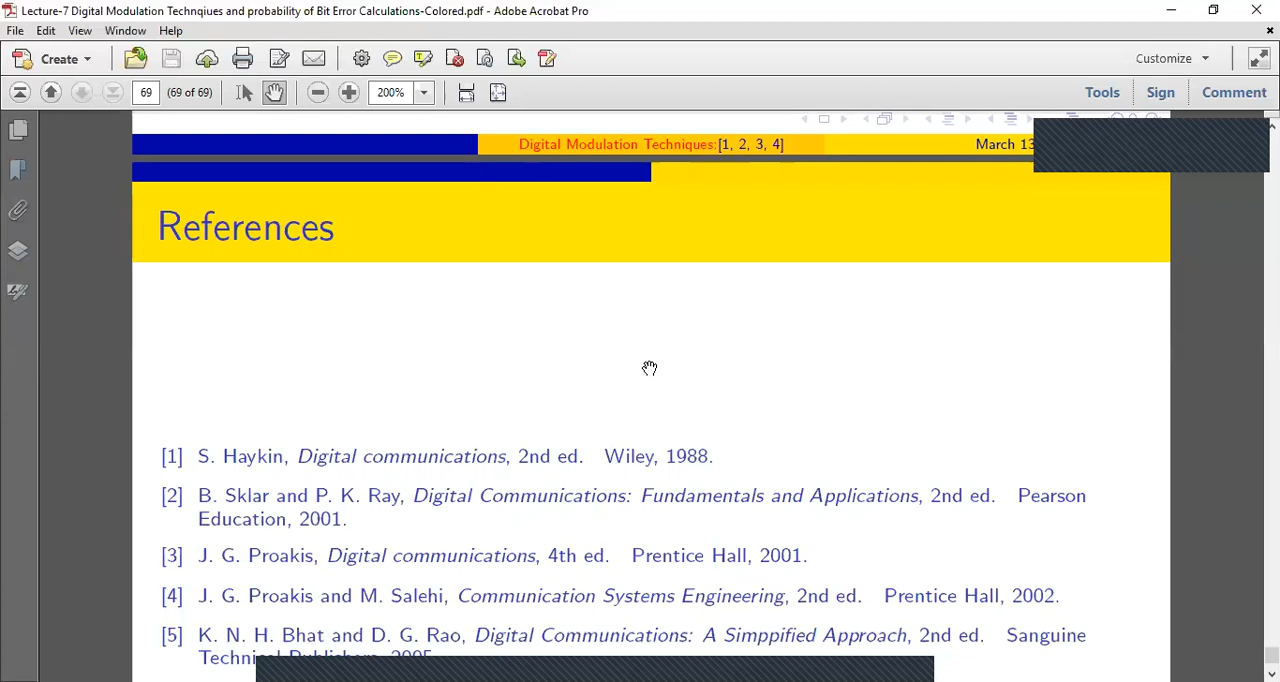 Lecture-7 Digital Modulation Technqiues and probability of Bit Error Calculations-Colored.pdf - Adobe Acrobat Pro
File Edit View Window Help
Create Customize
69 (69 of 69) 200% Tools Sign Comment
Digital Modulation Techniques:[1, 2, 3, 4] March 13
References
[1] S. Haykin, Digital communications, 2nd ed. Wiley, 1988.
[2] B. Sklar and P. K. Ray, Digital Communications: Fundamentals and Applications, 2nd ed. Pearson
Education, 2001.
[3] J. G. Proakis, Digital communications, 4th ed. Prentice Hall, 2001.
[4] J. G. Proakis and M. Salehi, Communication Systems Engineering, 2nd ed. Prentice Hall, 2002.
[5] K. N. H. Bhat and D. G. Rao, Digital Communications: A Simppified Approach, 2nd ed. Sanguine
Technical Publishers, 2005.